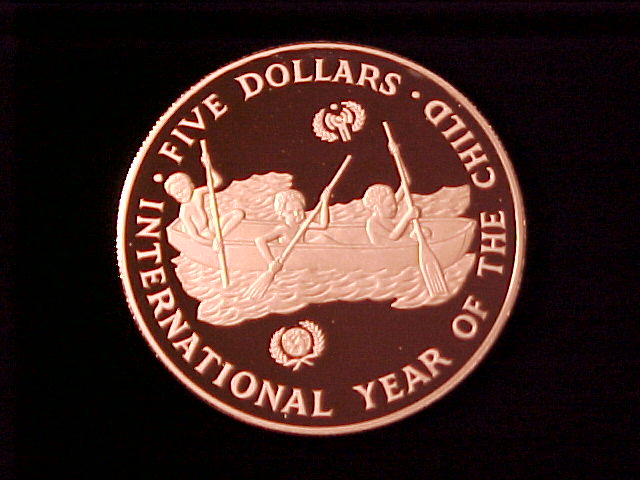 FIVE DOLLARS
INTERNATIONAL YEAR OF THE CHILD